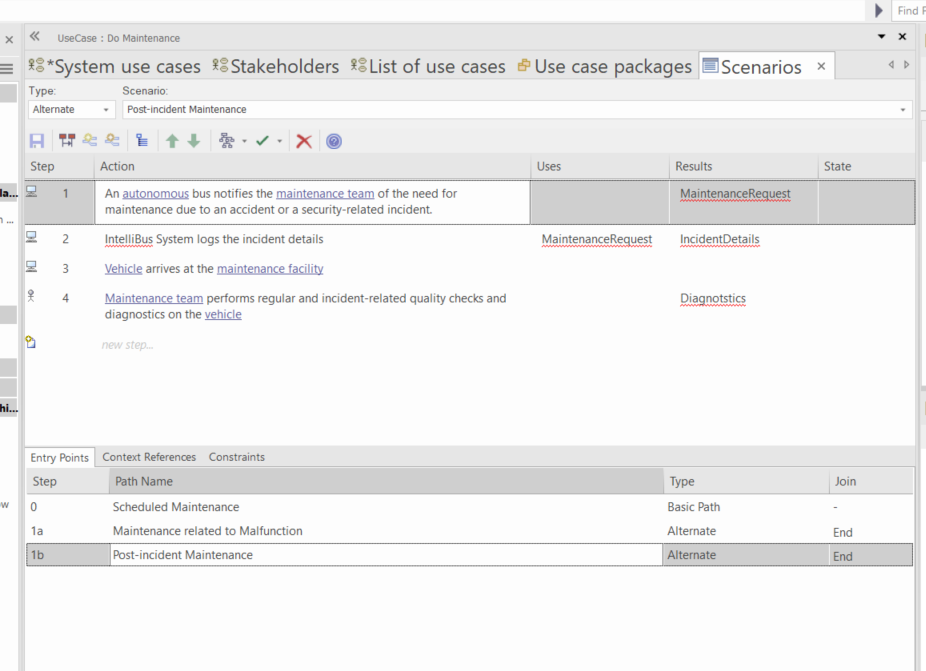 Find F
UseCase : Do Maintenance
*System use cases Stakeholders List of use cases Use case packages Scenarios
Type: Scenario:
Alternate Post-incident Maintenance
Step Action Uses Results State
1 An autonomous bus notifies the maintenance team of the need for MaintenanceRequest
maintenance due to an accident or a security-related incident.
2 IntelliBus System logs the incident details MaintenanceRequest IncidentDetails
3 Vehicle arrives at the maintenance facility
4 Maintenance team performs regular and incident-related quality checks and Diagnotstics
diagnostics on the vehicle
new step...
Entry Points Context References Constraints
Step Path Name Type Join
0 Scheduled Maintenance Basic Path -
1a Maintenance related to Malfunction Alternate End
1b Post-incident Maintenance Alternate End